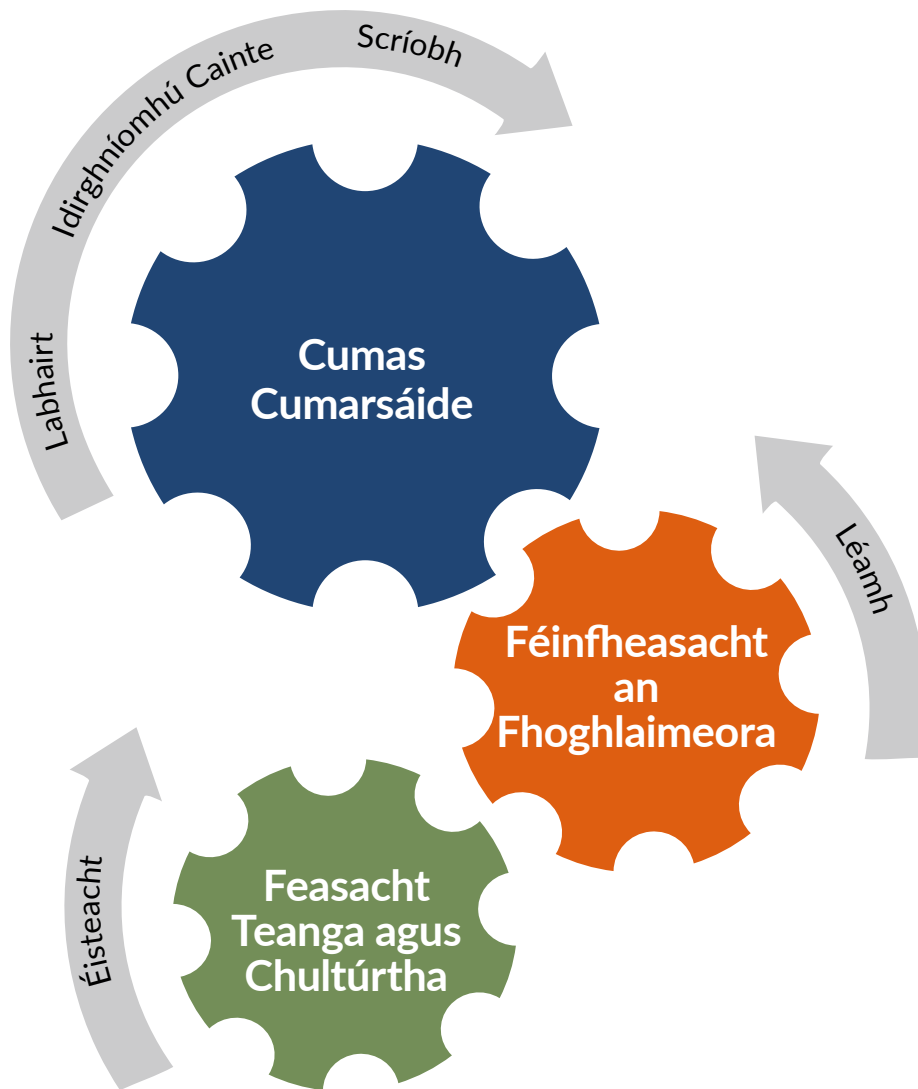 Scríobh
Idirghníomhú Cainte
Labhairt
Cumas
Cumarsáide
Léamh
Féinfheasacht
an
Fhoghlaimeora
Éisteacht
Feasacht
Teanga agus
Chultúrtha